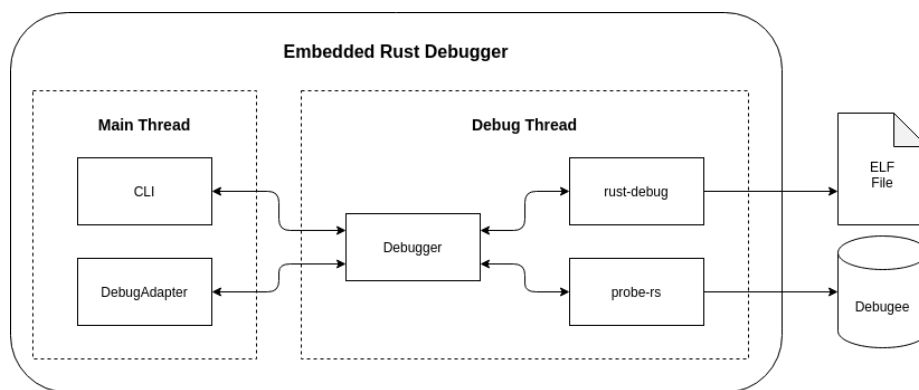 Embedded Rust Debugger
Main Thread
Debug Thread
CLI
rust-debug
ELF
File
Debugger
DebugAdapter
probe-rs
Debugee